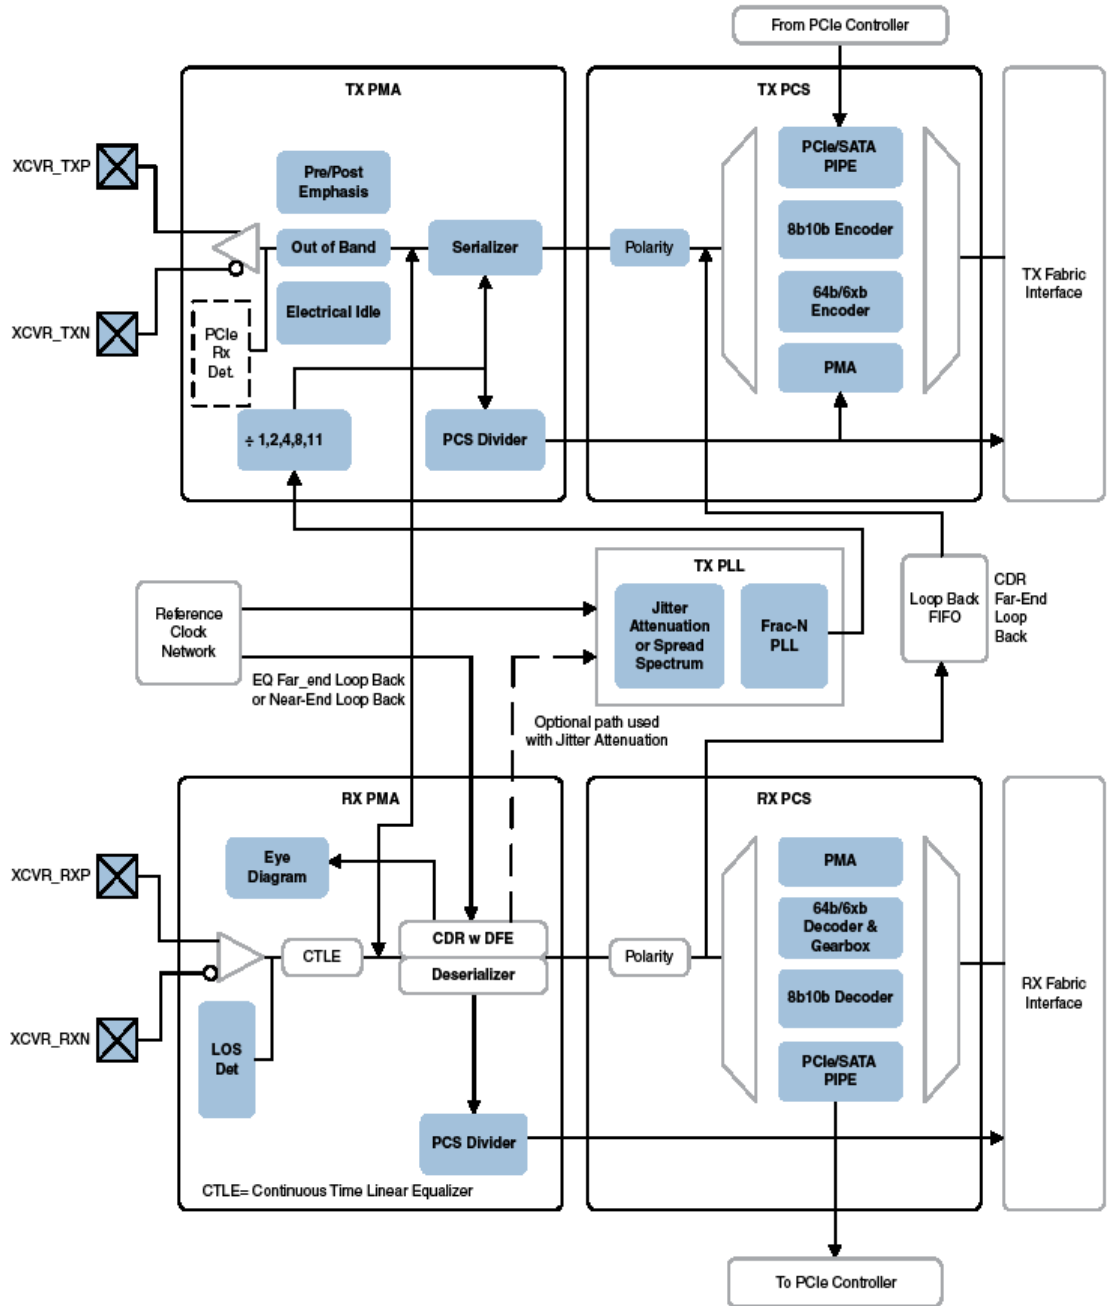 From PCIe Controller
TX PMA
TX PCS
XCVR_TXP
Pre/Post
Emphasis
PCIe/SATA
PIPE
Out of Band
Serializer
Polarity
8b10b Encoder
TX Fabric
Interface
XCVR_TXN
PCIe
Rx
Det.
Electrical Idle
64b/6xb
Encoder
PMA
÷ 1,2,4,8,11
PCS Divider
Reference
Clock
Network
TX PLL
Jitter
Attenuation
or Spread
Spectrum
Frac-N
PLL
Loop Back
FIFO
CDR
Far-End
Loop
Back
EQ Far_end Loop Back
or Near-End Loop Back
Optional path used
with Jitter Attenuation
RX PMA
RX PCS
XCVR_RXP
Eye
Diagram
PMA
CTLE
CDR w DFE
Deserializer
Polarity
64b/6xb
Decoder &
Gearbox
8b10b Decoder
RX Fabric
Interface
XCVR_RXN
LOS
Det
PCIe/SATA
PIPE
PCS Divider
CTLE= Continuous Time Linear Equalizer
To PCIe Controller